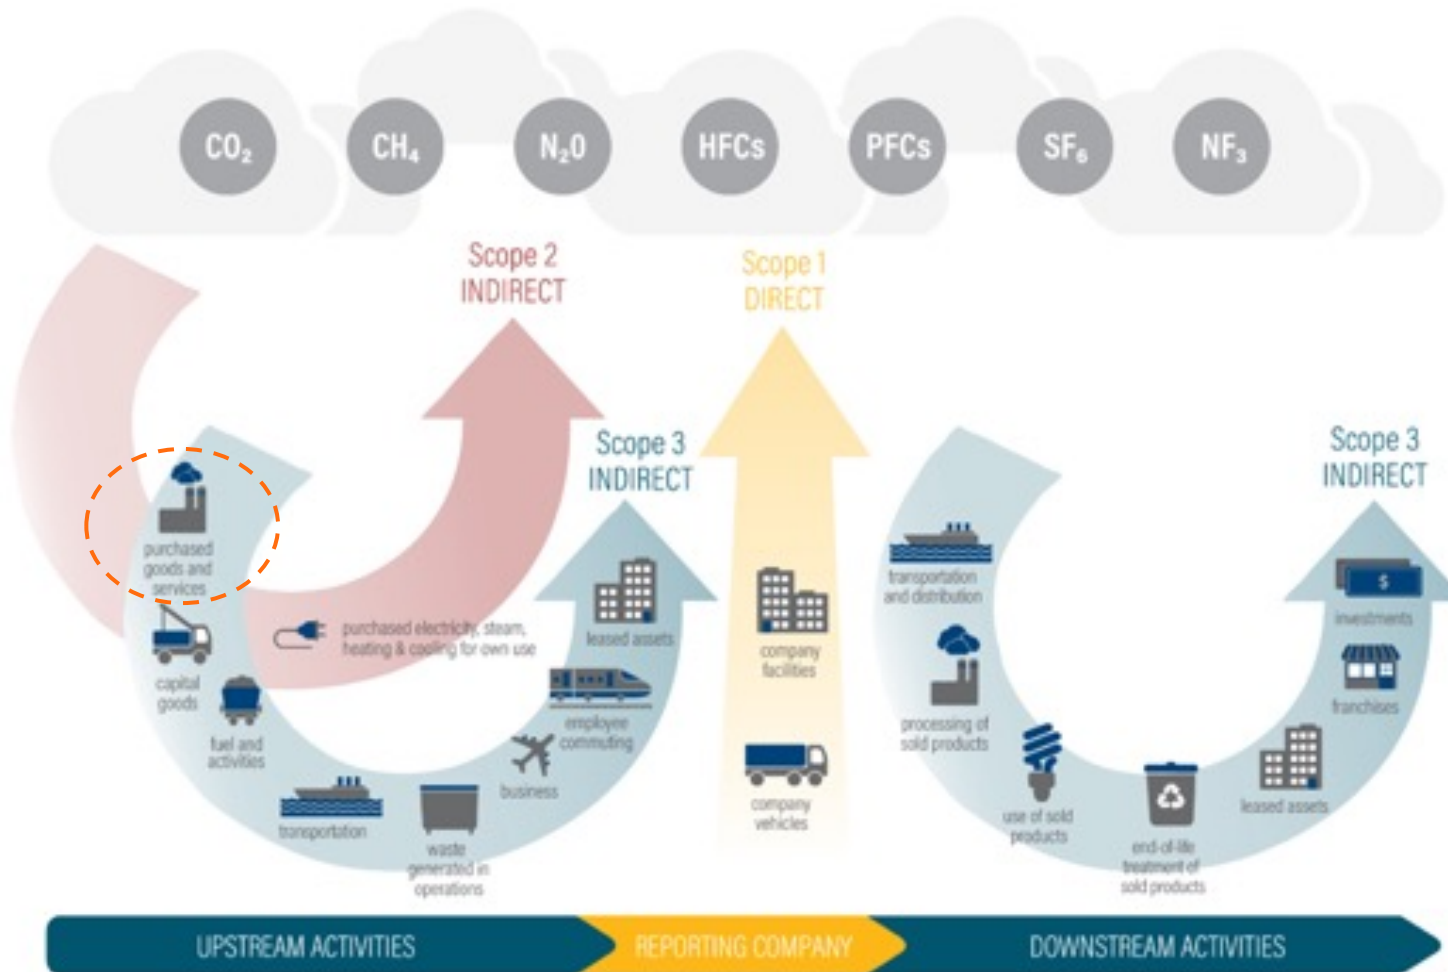 CO₂
CH₄
N₂O
HFCs
PFCs
SF₆
NF₃
Scope 2
INDIRECT
Scope 1
DIRECT
Scope 3
INDIRECT
Scope 3
INDIRECT
purchased
goods and
services
capital
goods
fuel and
activities
transportation
waste
generated in
operations
business
employee
commuting
leased assets
purchased electricity, steam,
heating & cooling for own use
company
facilities
company
vehicles
transportation
and distribution
processing of
sold products
use of sold
products
end-of-life
treatment of
sold products
leased assets
franchises
investments
$
UPSTREAM ACTIVITIES
REPORTING COMPANY
DOWNSTREAM ACTIVITIES